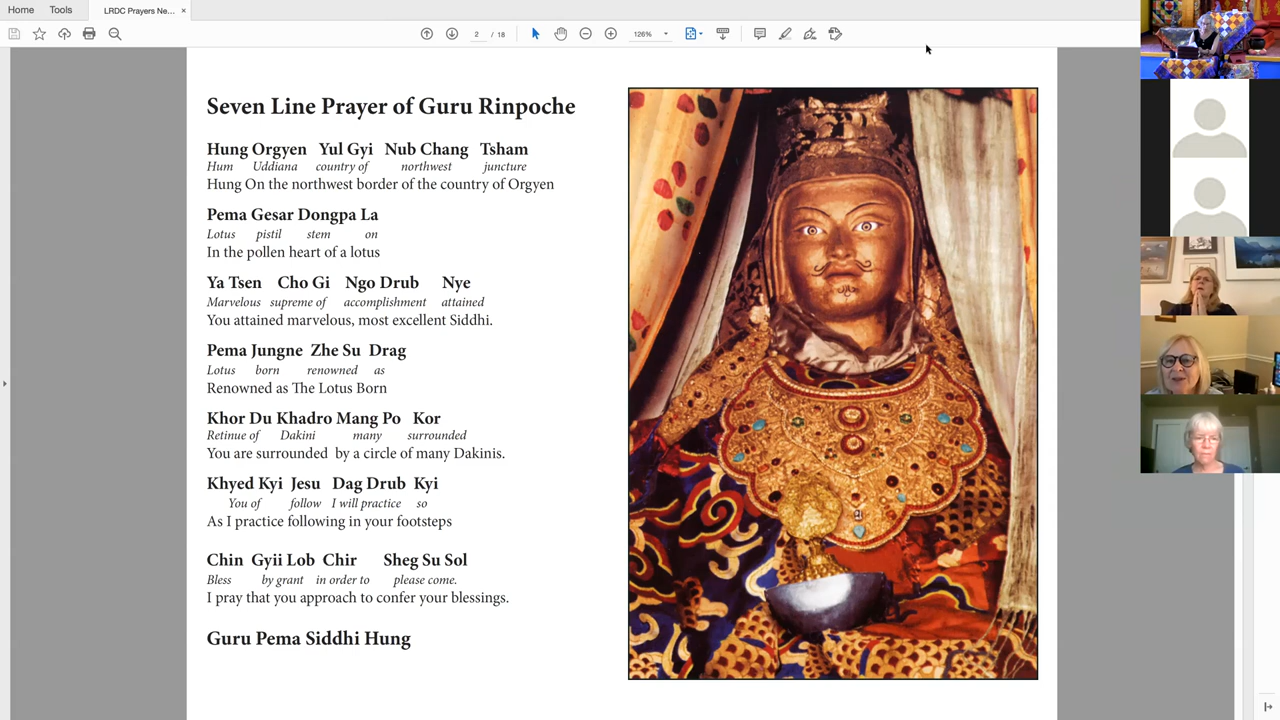 Home Tools LRDC Prayers Ne... ×
2 / 18 126%
Seven Line Prayer of Guru Rinpoche
Hung Orgyen Yul Gyi Nub Chang Tsham
Hum Uddiana country of northwest juncture
Hung On the northwest border of the country of Orgyen
Pema Gesar Dongpa La
Lotus pistil stem on
In the pollen heart of a lotus
Ya Tsen Cho Gi Ngo Drub Nye
Marvelous supreme of accomplishment attained
You attained marvelous, most excellent Siddhi.
Pema Jungne Zhe Su Drag
Lotus born renowned as
Renowned as The Lotus Born
Khor Du Khadro Mang Po Kor
Retinue of Dakini many surrounded
You are surrounded by a circle of many Dakinis.
Khyed Kyi Jesu Dag Drub Kyi
You of follow I will practice so
As I practice following in your footsteps
Chin Gyii Lob Chir Sheg Su Sol
Bless by grant in order to please come.
I pray that you approach to confer your blessings.
Guru Pema Siddhi Hung